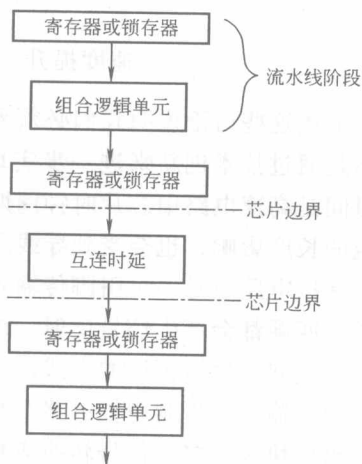 寄存器或锁存器
流水线阶段
组合逻辑单元
寄存器或锁存器
芯片边界
互连时延
芯片边界
寄存器或锁存器
组合逻辑单元